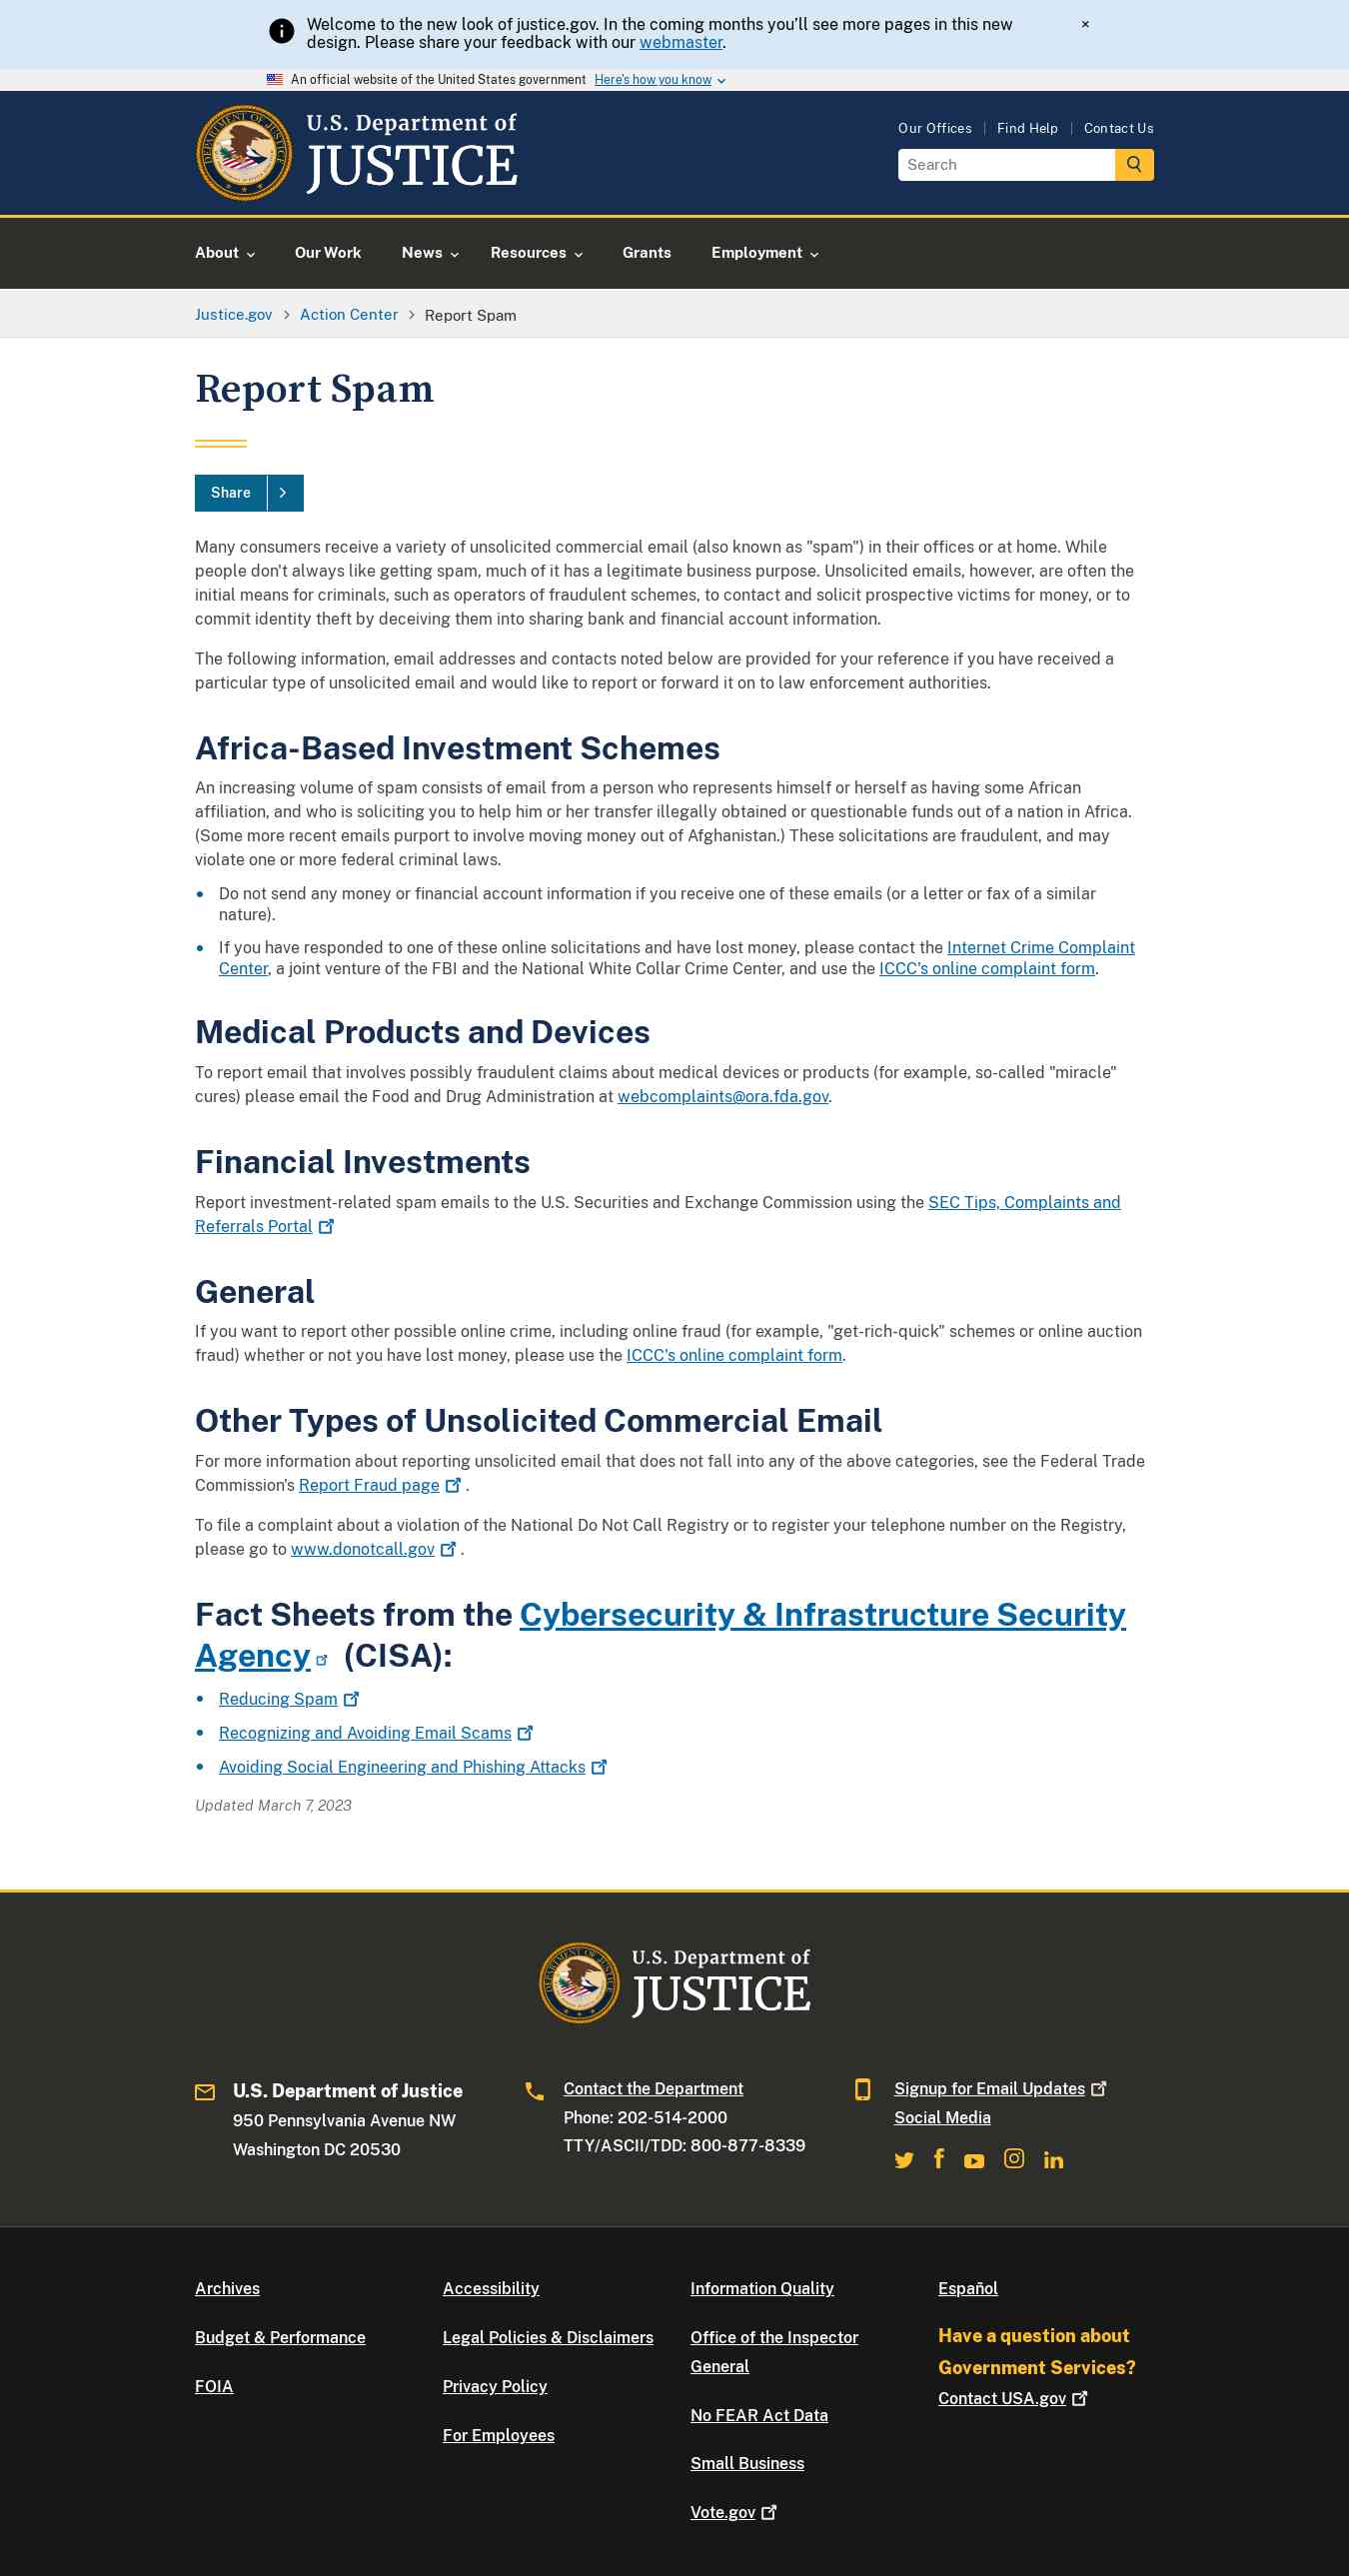 Welcome to the new look of justice.gov. In the coming months you’ll see more pages in this new
design. Please share your feedback with our webmaster.
×
An official website of the United States government Here's how you know
U.S. Department of
JUSTICE
Our Offices
Find Help
Contact Us
Search
About
Our Work
News
Resources
Grants
Employment
Justice.gov
Action Center
Report Spam
Report Spam
Share
Many consumers receive a variety of unsolicited commercial email (also known as "spam") in their offices or at home. While
people don't always like getting spam, much of it has a legitimate business purpose. Unsolicited emails, however, are often the
initial means for criminals, such as operators of fraudulent schemes, to contact and solicit prospective victims for money, or to
commit identity theft by deceiving them into sharing bank and financial account information.
The following information, email addresses and contacts noted below are provided for your reference if you have received a
particular type of unsolicited email and would like to report or forward it on to law enforcement authorities.
Africa-Based Investment Schemes
An increasing volume of spam consists of email from a person who represents himself or herself as having some African
affiliation, and who is soliciting you to help him or her transfer illegally obtained or questionable funds out of a nation in Africa.
(Some more recent emails purport to involve moving money out of Afghanistan.) These solicitations are fraudulent, and may
violate one or more federal criminal laws.
Do not send any money or financial account information if you receive one of these emails (or a letter or fax of a similar
nature).
If you have responded to one of these online solicitations and have lost money, please contact the Internet Crime Complaint
Center, a joint venture of the FBI and the National White Collar Crime Center, and use the ICCC's online complaint form.
Medical Products and Devices
To report email that involves possibly fraudulent claims about medical devices or products (for example, so-called "miracle"
cures) please email the Food and Drug Administration at webcomplaints@ora.fda.gov.
Financial Investments
Report investment-related spam emails to the U.S. Securities and Exchange Commission using the SEC Tips, Complaints and
Referrals Portal
General
If you want to report other possible online crime, including online fraud (for example, "get-rich-quick" schemes or online auction
fraud) whether or not you have lost money, please use the ICCC's online complaint form.
Other Types of Unsolicited Commercial Email
For more information about reporting unsolicited email that does not fall into any of the above categories, see the Federal Trade
Commission's Report Fraud page .
To file a complaint about a violation of the National Do Not Call Registry or to register your telephone number on the Registry,
please go to www.donotcall.gov .
Fact Sheets from the Cybersecurity & Infrastructure Security
Agency (CISA):
Reducing Spam
Recognizing and Avoiding Email Scams
Avoiding Social Engineering and Phishing Attacks
Updated March 7, 2023
U.S. Department of
JUSTICE
U.S. Department of Justice
950 Pennsylvania Avenue NW
Washington DC 20530
Contact the Department
Phone: 202-514-2000
TTY/ASCII/TDD: 800-877-8339
Signup for Email Updates
Social Media
Archives
Budget & Performance
FOIA
Accessibility
Legal Policies & Disclaimers
Privacy Policy
For Employees
Information Quality
Office of the Inspector
General
No FEAR Act Data
Small Business
Vote.gov
Español
Have a question about
Government Services?
Contact USA.gov